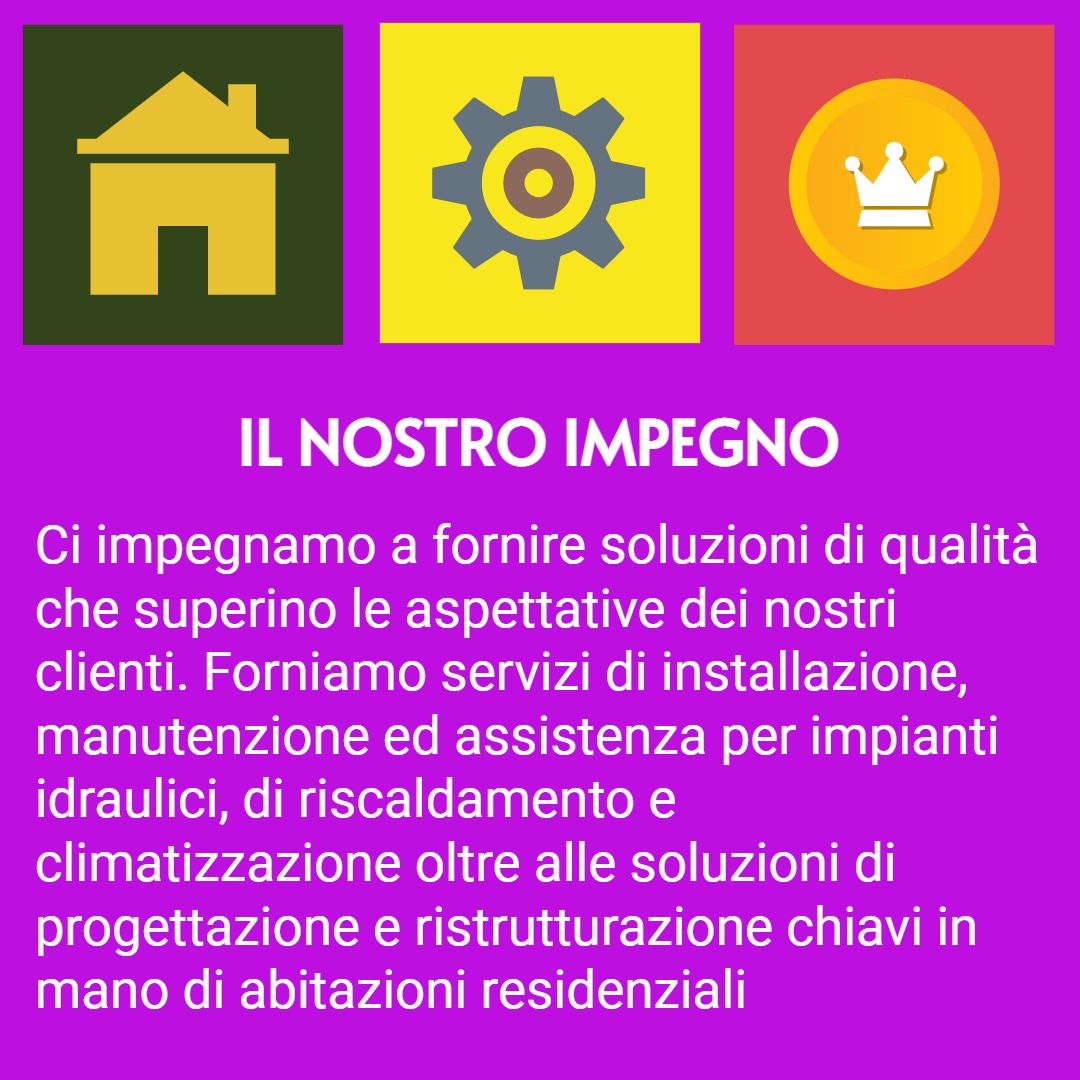 IL NOSTRO IMPEGNO
Ci impegnamo a fornire soluzioni di qualità
che superino le aspettative dei nostri
clienti. Forniamo servizi di installazione,
manutenzione ed assistenza per impianti
idraulici, di riscaldamento e
climatizzazione oltre alle soluzioni di
progettazione e ristrutturazione chiavi in
mano di abitazioni residenziali